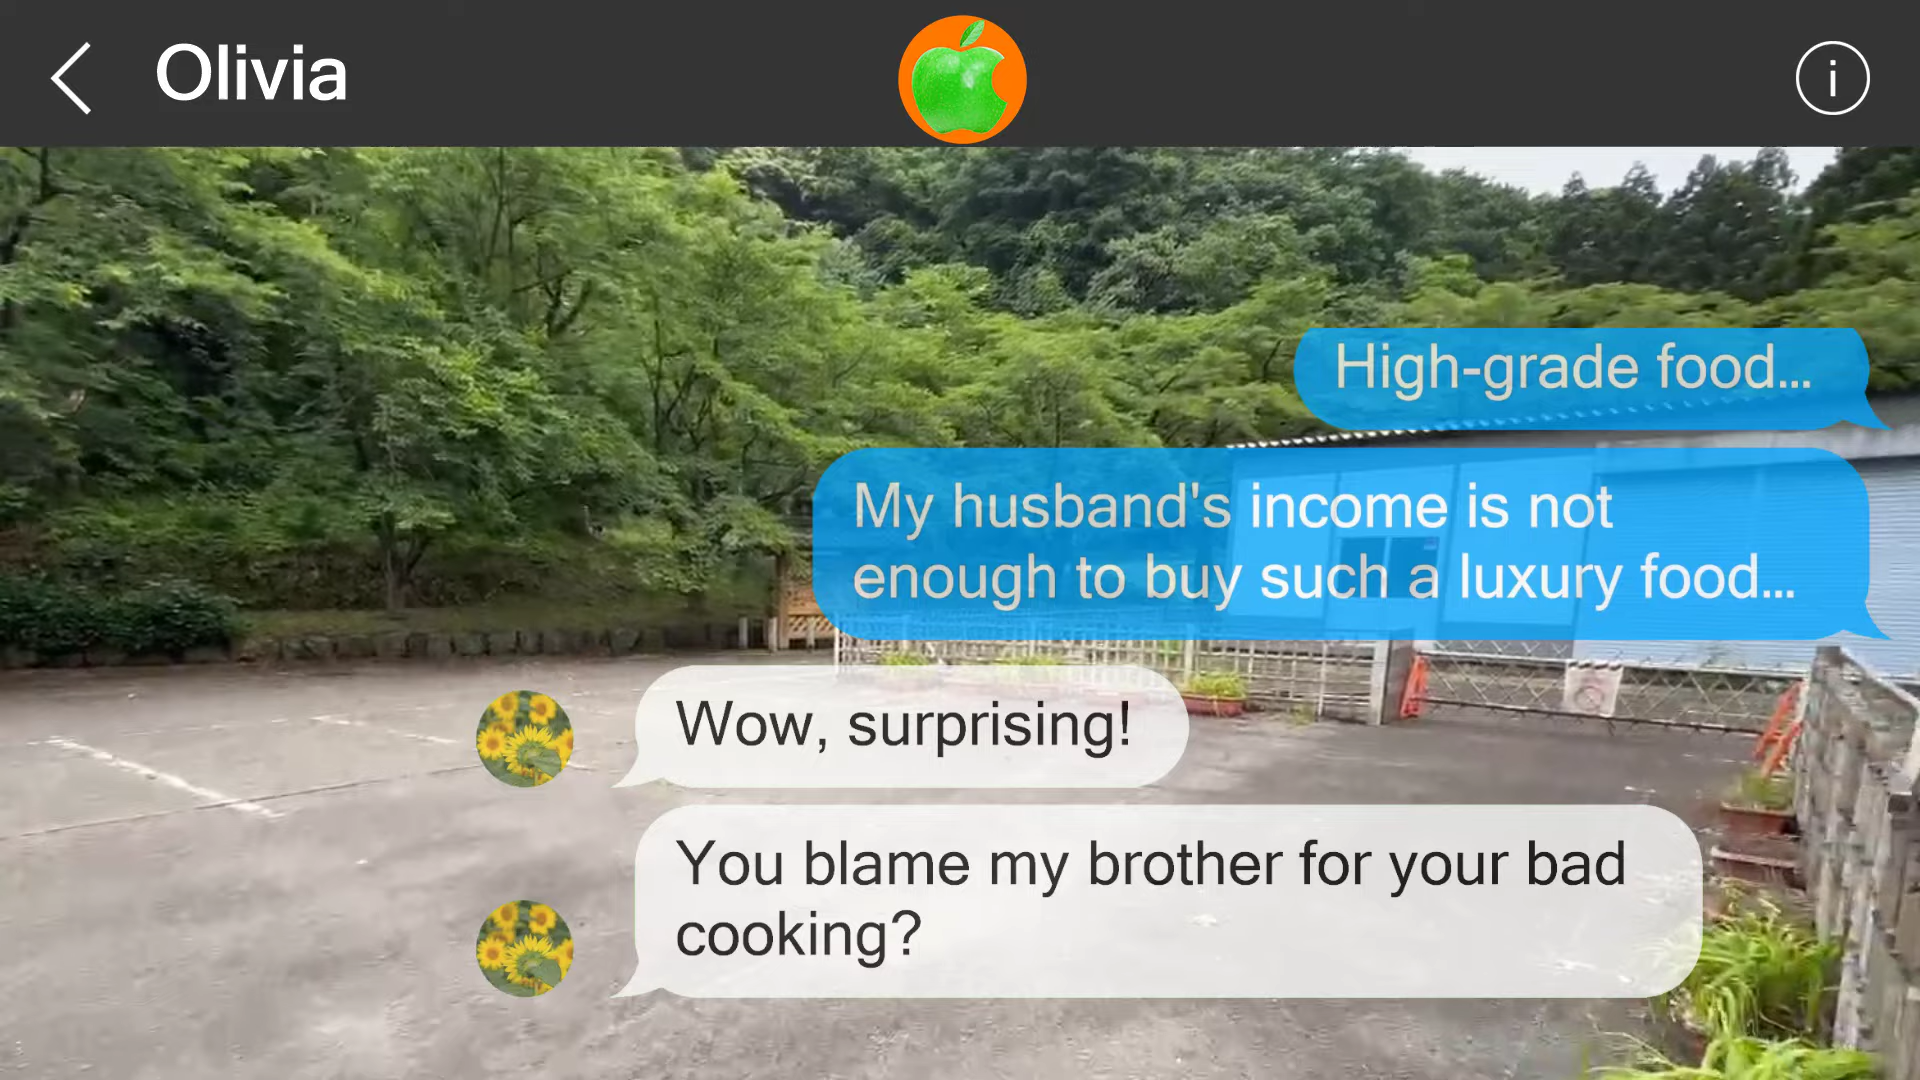 Olivia
High-grade food...
My husband's income is not
enough to buy such a luxury food...
Wow, surprising!
You blame my brother for your bad
cooking?